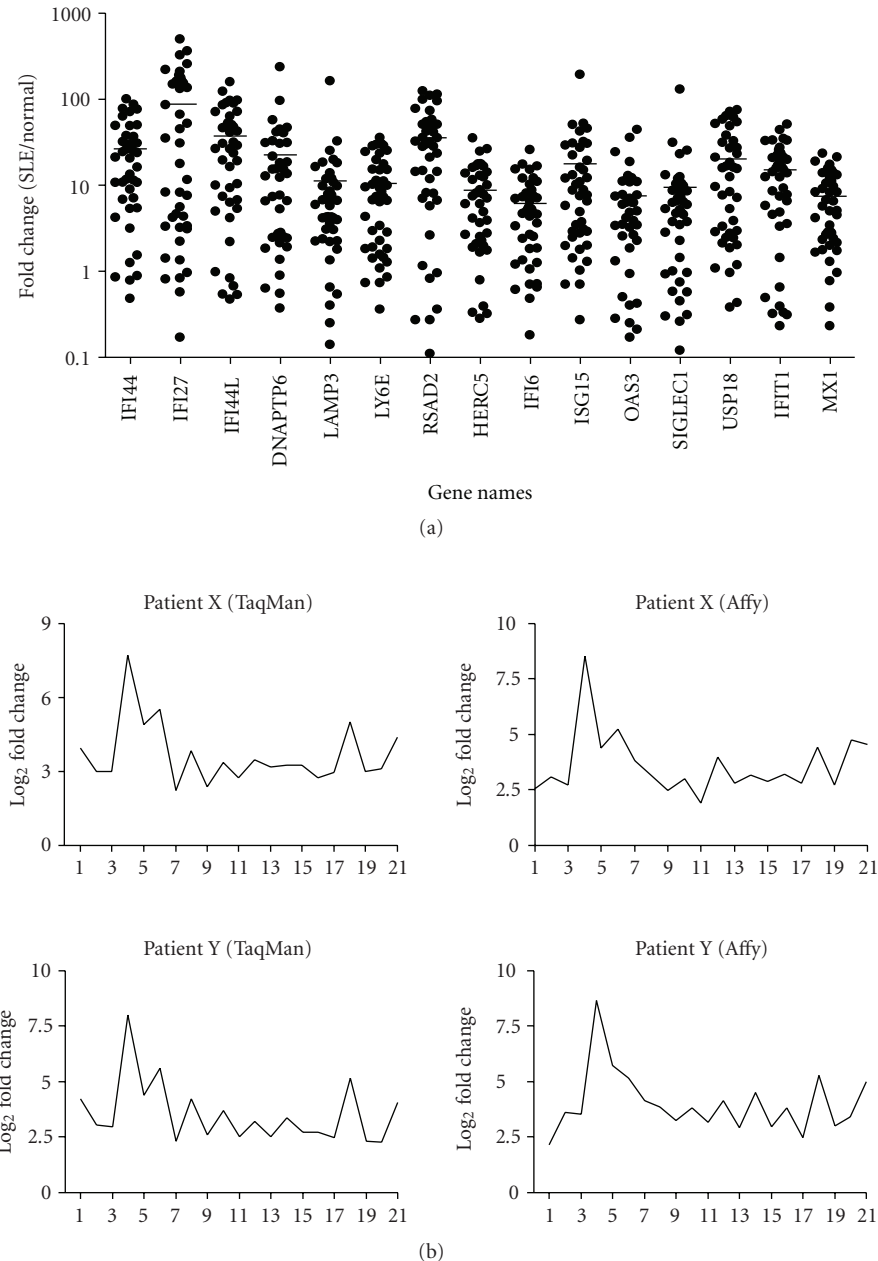 1000
100
10
1
0.1
Fold change (SLE/normal)
IFI44
IFI27
IFI44L
DNAPTP6
LAMP3
LY6E
RSAD2
HERC5
IFI6
ISG15
OAS3
SIGLEC1
USP18
IFIT1
MX1
Gene names
(a)
Patient X (TaqMan)
9
6
3
0
Log2 fold change
1 3 5 7 9 11 13 15 17 19 21
Patient X (Affy)
10
7.5
5
2.5
0
Log2 fold change
1 3 5 7 9 11 13 15 17 19 21
Patient Y (TaqMan)
10
7.5
5
2.5
0
Log2 fold change
1 3 5 7 9 11 13 15 17 19 21
Patient Y (Affy)
10
7.5
5
2.5
0
Log2 fold change
1 3 5 7 9 11 13 15 17 19 21
(b)